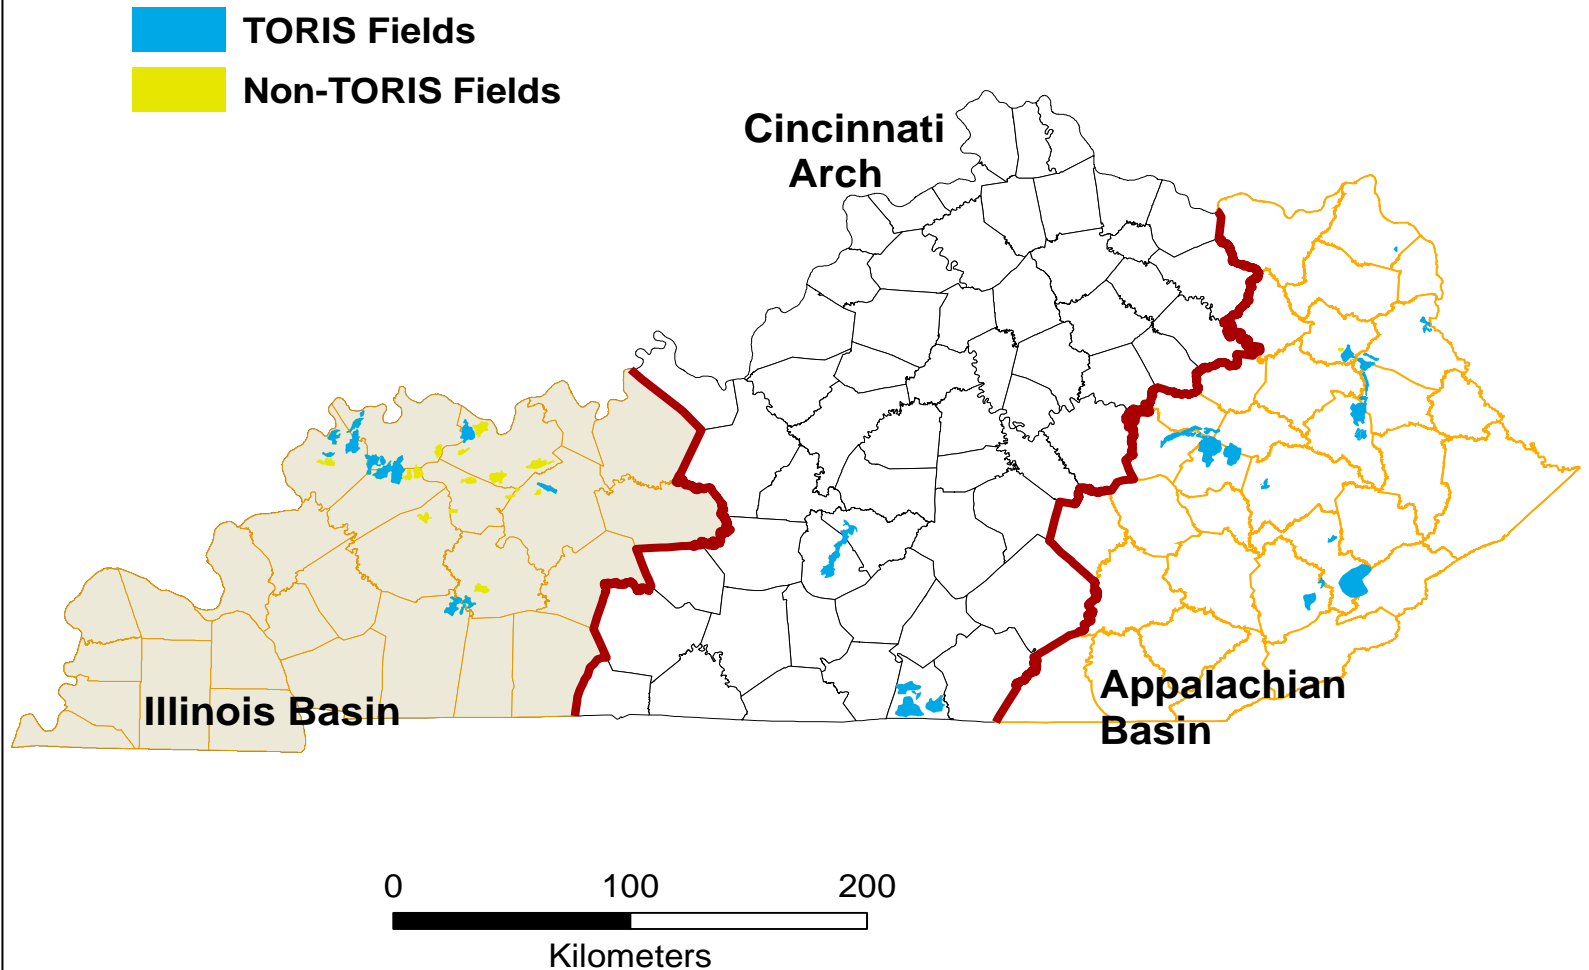 TORIS Fields
Non-TORIS Fields
Cincinnati
Arch
Illinois Basin
Appalachian
Basin
0 100 200
Kilometers